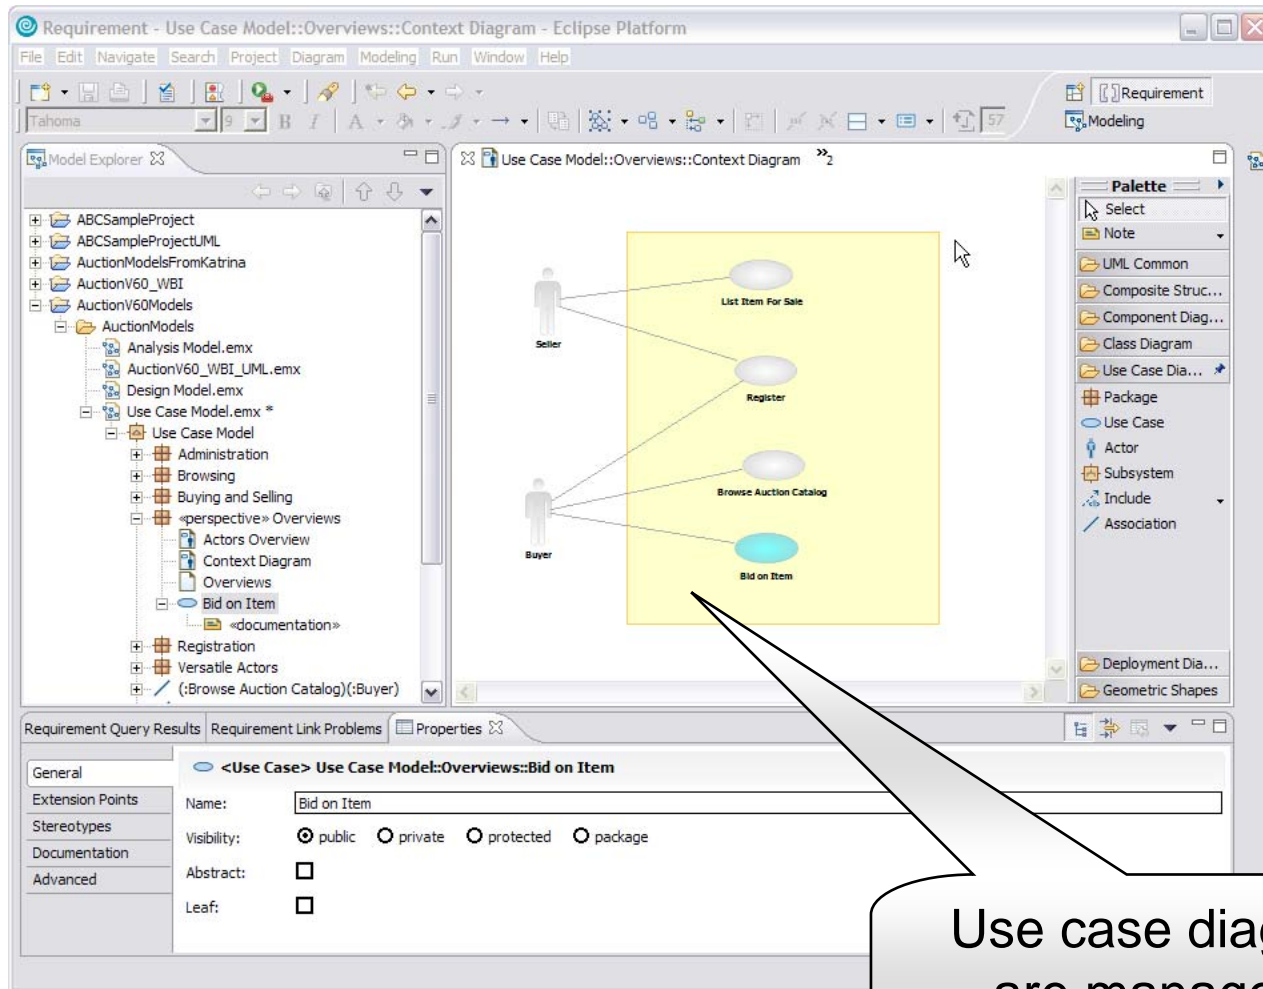 Requirement - Use Case Model::Overviews::Context Diagram - Eclipse Platform
File Edit Navigate Search Project Diagram Modeling Run Window Help
Requirement
Tahoma 9 B I A 57
Modeling
Model Explorer
Use Case Model::Overviews::Context Diagram »2
ABCSampleProject
ABCSampleProjectUML
AuctionModelsFromKatrina
AuctionV60_WBI
AuctionV60Models
AuctionModels
Analysis Model.emx
AuctionV60_WBI_UML.emx
Design Model.emx
Use Case Model.emx *
Use Case Model
Administration
Browsing
Buying and Selling
«perspective» Overviews
Actors Overview
Context Diagram
Overviews
Bid on Item
«documentation»
Registration
Versatile Actors
(:Browse Auction Catalog)(:Buyer)
List Item For Sale
Seller
Register
Browse Auction Catalog
Buyer
Bid on Item
Palette
Select
Note
UML Common
Composite Struc...
Component Diag...
Class Diagram
Use Case Dia...
Package
Use Case
Actor
Subsystem
Include
Association
Deployment Dia...
Geometric Shapes
Requirement Query Results Requirement Link Problems Properties
General
Extension Points
Stereotypes
Documentation
Advanced
<Use Case> Use Case Model::Overviews::Bid on Item
Name: Bid on Item
Visibility: public private protected package
Abstract:
Leaf:
Use case diag
are manage